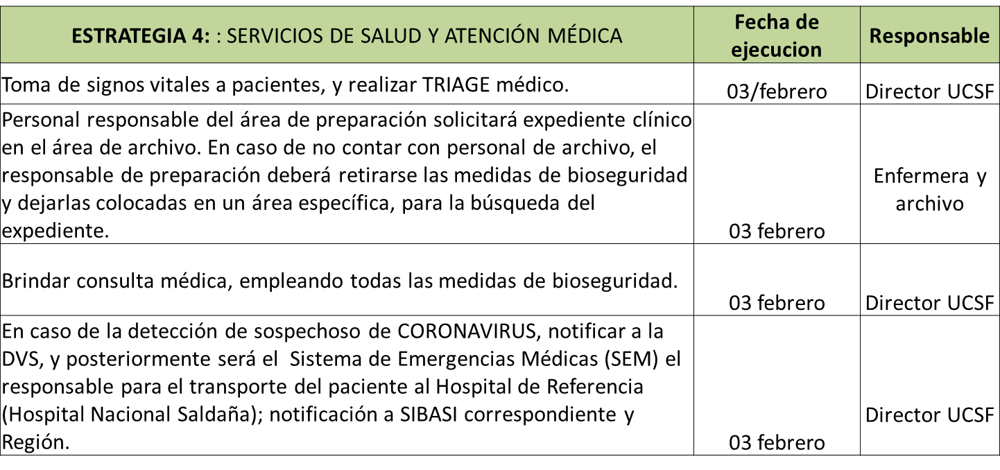 ESTRATEGIA 4: : SERVICIOS DE SALUD Y ATENCIÓN MÉDICA
Fecha de
ejecucion
Responsable
Toma de signos vitales a pacientes, y realizar TRIAGE médico.
03/febrero
Director UCSF
Personal responsable del área de preparación solicitará expediente clínico
en el área de archivo. En caso de no contar con personal de archivo, el
responsable de preparación deberá retirarse las medidas de bioseguridad
y dejarlas colocadas en un área específica, para la búsqueda del
expediente.
03 febrero
Enfermera y
archivo
Brindar consulta médica, empleando todas las medidas de bioseguridad.
03 febrero
Director UCSF
En caso de la detección de sospechoso de CORONAVIRUS, notificar a la
DVS, y posteriormente será el  Sistema de Emergencias Médicas (SEM) el
responsable para el transporte del paciente al Hospital de Referencia
(Hospital Nacional Saldaña); notificación a SIBASI correspondiente y
Región.
03 febrero
Director UCSF